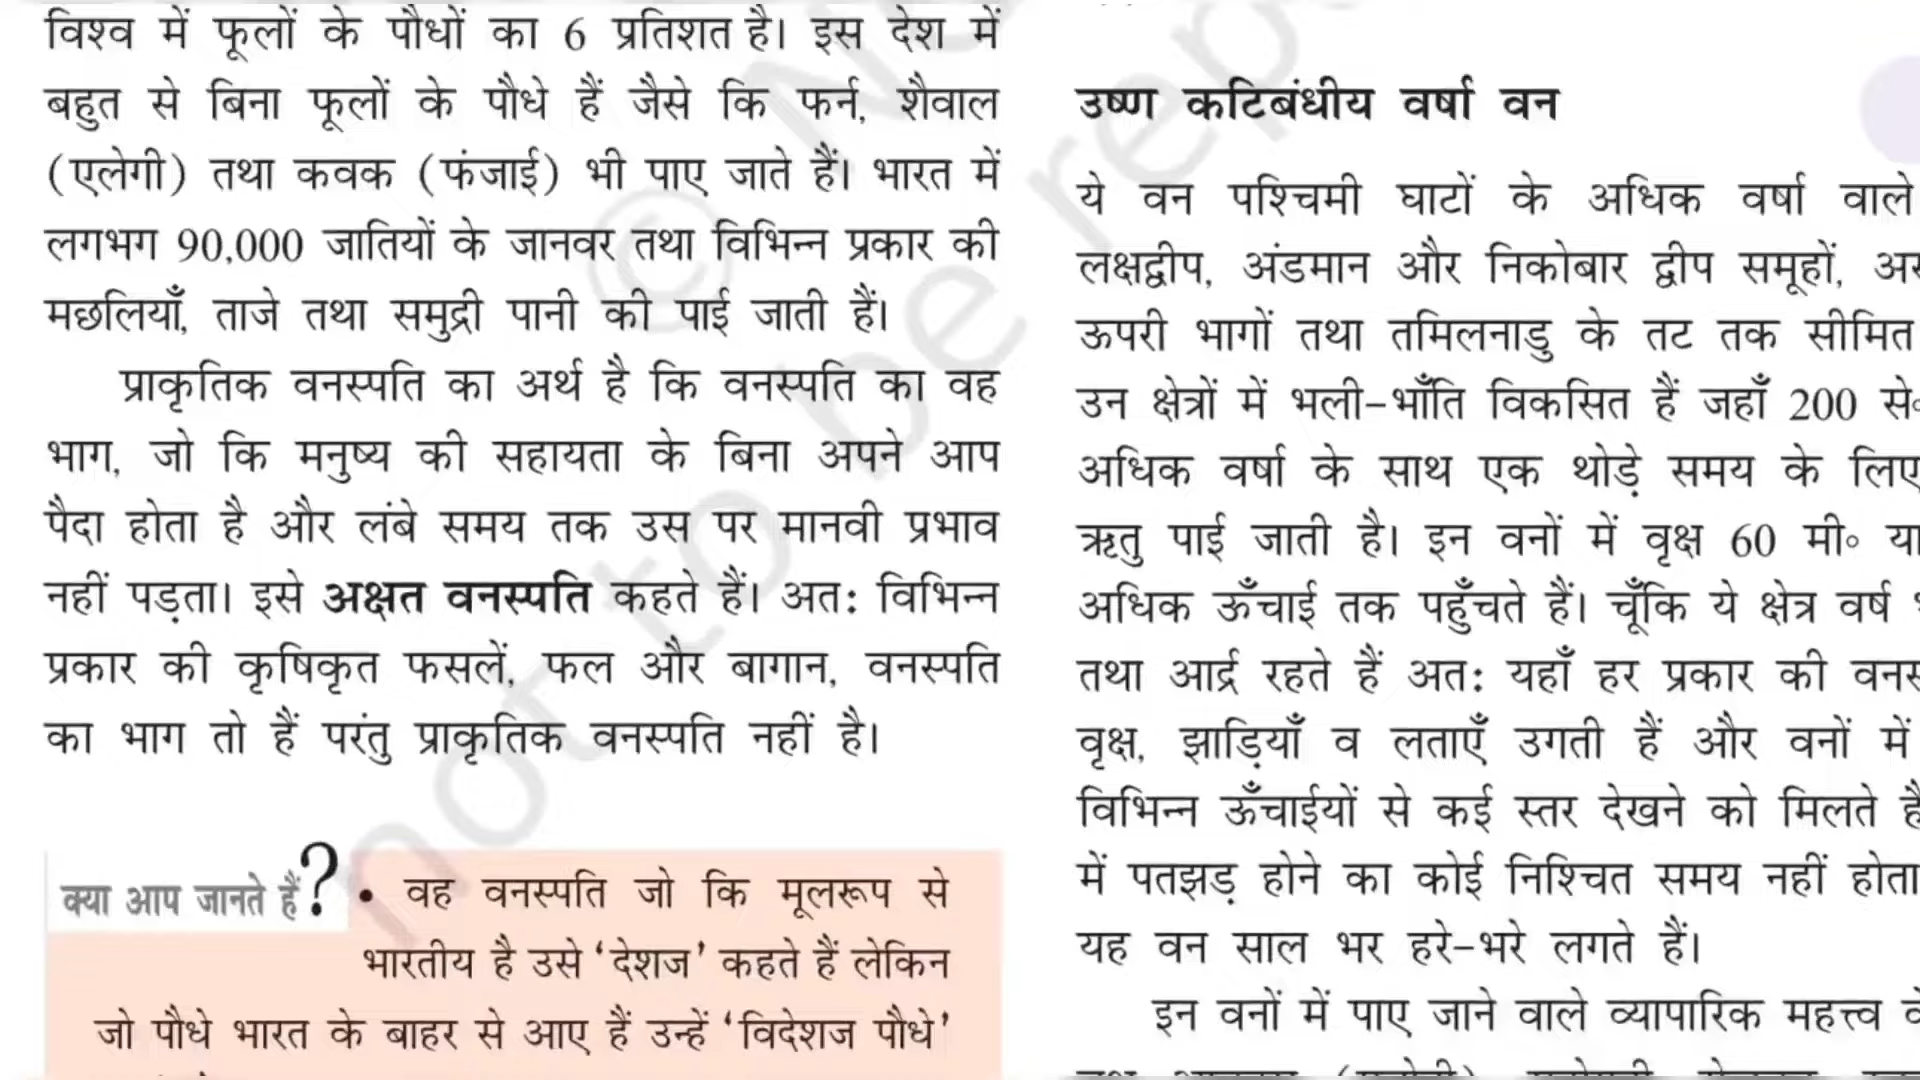 विश्व में फूलों के पौधों का 6 प्रतिशत है। इस देश में
बहुत से बिना फूलों के पौधे हैं जैसे कि फर्न, शैवाल
(एलेगी) तथा कवक (फंजाई) भी पाए जाते हैं। भारत में
लगभग 90,000 जातियों के जानवर तथा विभिन्न प्रकार की
मछलियाँ, ताजे तथा समुद्री पानी की पाई जाती हैं।
प्राकृतिक वनस्पति का अर्थ है कि वनस्पति का वह
भाग, जो कि मनुष्य की सहायता के बिना अपने आप
पैदा होता है और लंबे समय तक उस पर मानवी प्रभाव
नहीं पड़ता। इसे अक्षत वनस्पति कहते हैं। अतः विभिन्न
प्रकार की कृषिकृत फसलें, फल और बागान, वनस्पति
का भाग तो हैं परंतु प्राकृतिक वनस्पति नहीं है।
क्या आप जानते हैं? • वह वनस्पति जो कि मूलरूप से
भारतीय है उसे ‘देशज’ कहते हैं लेकिन
जो पौधे भारत के बाहर से आए हैं उन्हें ‘विदेशज पौधे’
उष्ण कटिबंधीय वर्षा वन
ये वन पश्चिमी घाटों के अधिक वर्षा वाले
लक्षद्वीप, अंडमान और निकोबार द्वीप समूहों,
ऊपरी भागों तथा तमिलनाडु के तट तक सीमित
उन क्षेत्रों में भली-भाँति विकसित हैं जहाँ 200 से॰
अधिक वर्षा के साथ एक थोड़े समय के लिए
ऋतु पाई जाती है। इन वनों में वृक्ष 60 मी॰ या
अधिक ऊँचाई तक पहुँचते हैं। चूँकि ये क्षेत्र वर्ष
तथा आर्द्र रहते हैं अतः यहाँ हर प्रकार की
वृक्ष, झाड़ियाँ व लताएँ उगती हैं और वनों में
विभिन्न ऊँचाईयों से कई स्तर देखने को मिलते
में पतझड़ होने का कोई निश्चित समय नहीं होता
यह वन साल भर हरे-भरे लगते हैं।
इन वनों में पाए जाने वाले व्यापारिक महत्त्व
© not to be